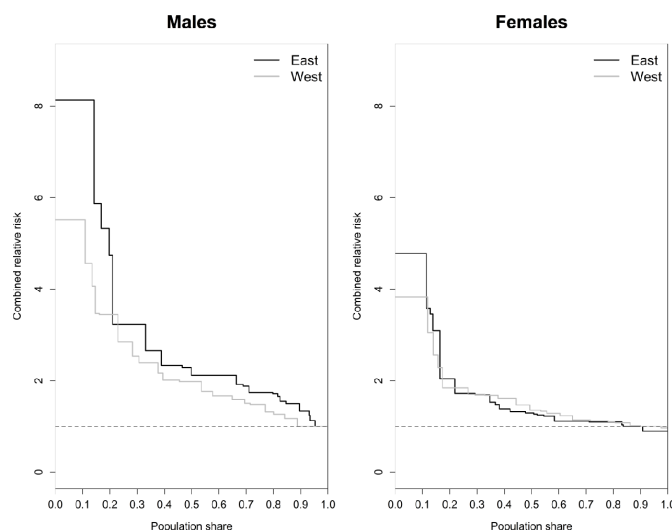 Males
Females
East
West
East
West
Combined relative risk
Combined relative risk
8
6
4
2
0
8
6
4
2
0
0.0 0.1 0.2 0.3 0.4 0.5 0.6 0.7 0.8 0.9 1.0
0.0 0.1 0.2 0.3 0.4 0.5 0.6 0.7 0.8 0.9 1.0
Population share
Population share